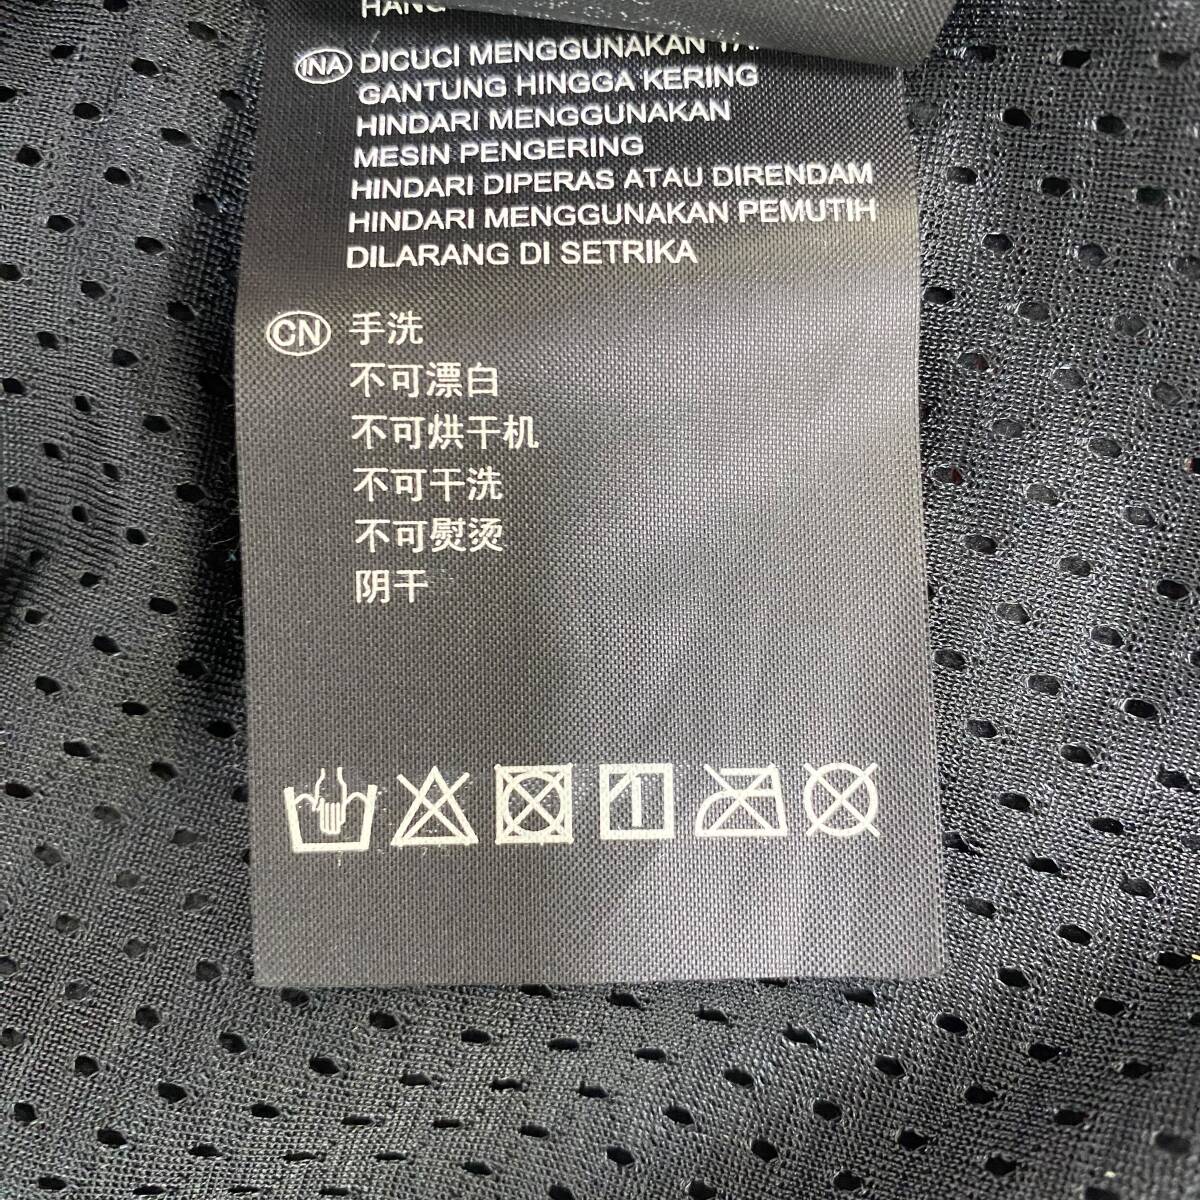 INA DICUCI MENGGUNAKAN
GANTUNG HINGGA KERING
HINDARI MENGGUNAKAN
MESIN PENGERING
HINDARI DIPERAS ATAU DIRENDAM
HINDARI MENGGUNAKAN PEMUTIH
DILARANG DI SETRIKA
CN 手洗
不可漂白
不可烘干机
不可干洗
不可熨烫
阴干